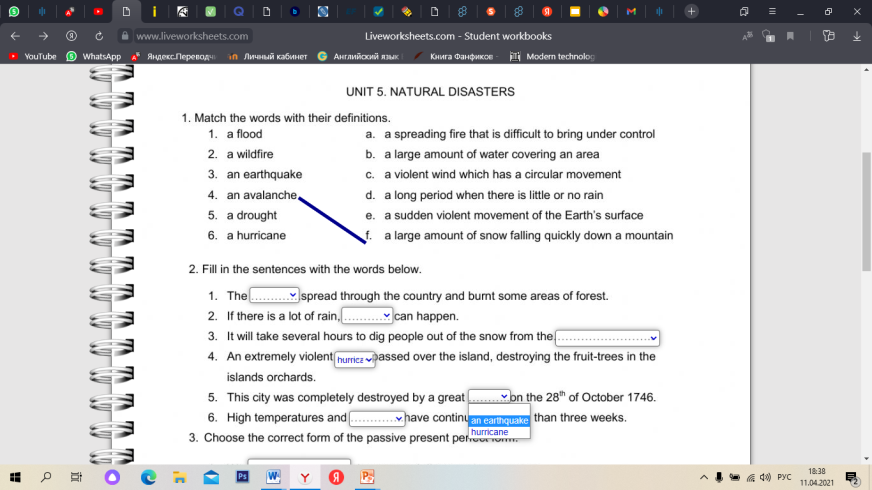 www.liveworksheets.com
Liveworksheets.com - Student workbooks
YouTube WhatsApp Яндекс.Переводч Личный кабинет Английский язык Книга Фанфиков - Modern technolog
UNIT 5. NATURAL DISASTERS
1. Match the words with their definitions.
1. a flood a. a spreading fire that is difficult to bring under control
2. a wildfire b. a large amount of water covering an area
3. an earthquake c. a violent wind which has a circular movement
4. an avalanche d. a long period when there is little or no rain
5. a drought e. a sudden violent movement of the Earth's surface
6. a hurricane f. a large amount of snow falling quickly down a mountain
2. Fill in the sentences with the words below.
1. The ........... spread through the country and burnt some areas of forest.
2. If there is a lot of rain, ........... can happen.
3. It will take several hours to dig people out of the snow from the ...........................
4. An extremely violent hurrica passed over the island, destroying the fruit-trees in the
islands orchards.
5. This city was completely destroyed by a great .......... on the 28th of October 1746.
an earthquake
hurricane
6. High temperatures and ............. have continu than three weeks.
3. Choose the correct form of the passive present perfect form.
РУС
18:38
11.04.2021
2